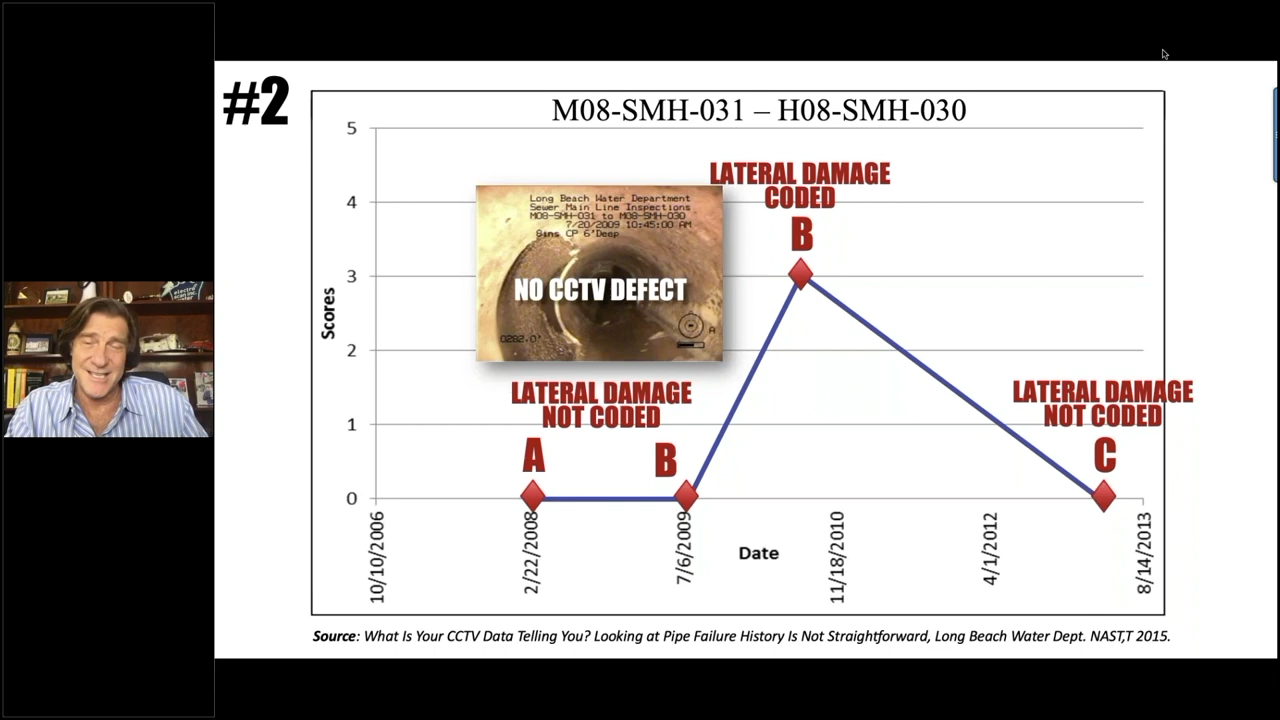 #2
M08-SMH-031 – H08-SMH-030
5
4
3
2
1
0
Scores
LATERAL DAMAGE
CODED
B
Long Beach Water Department
Sewer Main Line Inspections
M08-SMH-031 to M08-SMH-030
7/20/2009 10:45:00 AM
8ins CP 6'Deep
NO CCTV DEFECT
A
0282.0'
LATERAL DAMAGE
NOT CODED
A
B
LATERAL DAMAGE
NOT CODED
C
10/10/2006
2/22/2008
7/6/2009
11/18/2010
4/1/2012
8/14/2013
Date
Source: What Is Your CCTV Data Telling You? Looking at Pipe Failure History Is Not Straightforward, Long Beach Water Dept. NAST,T 2015.
electro
scan inc.